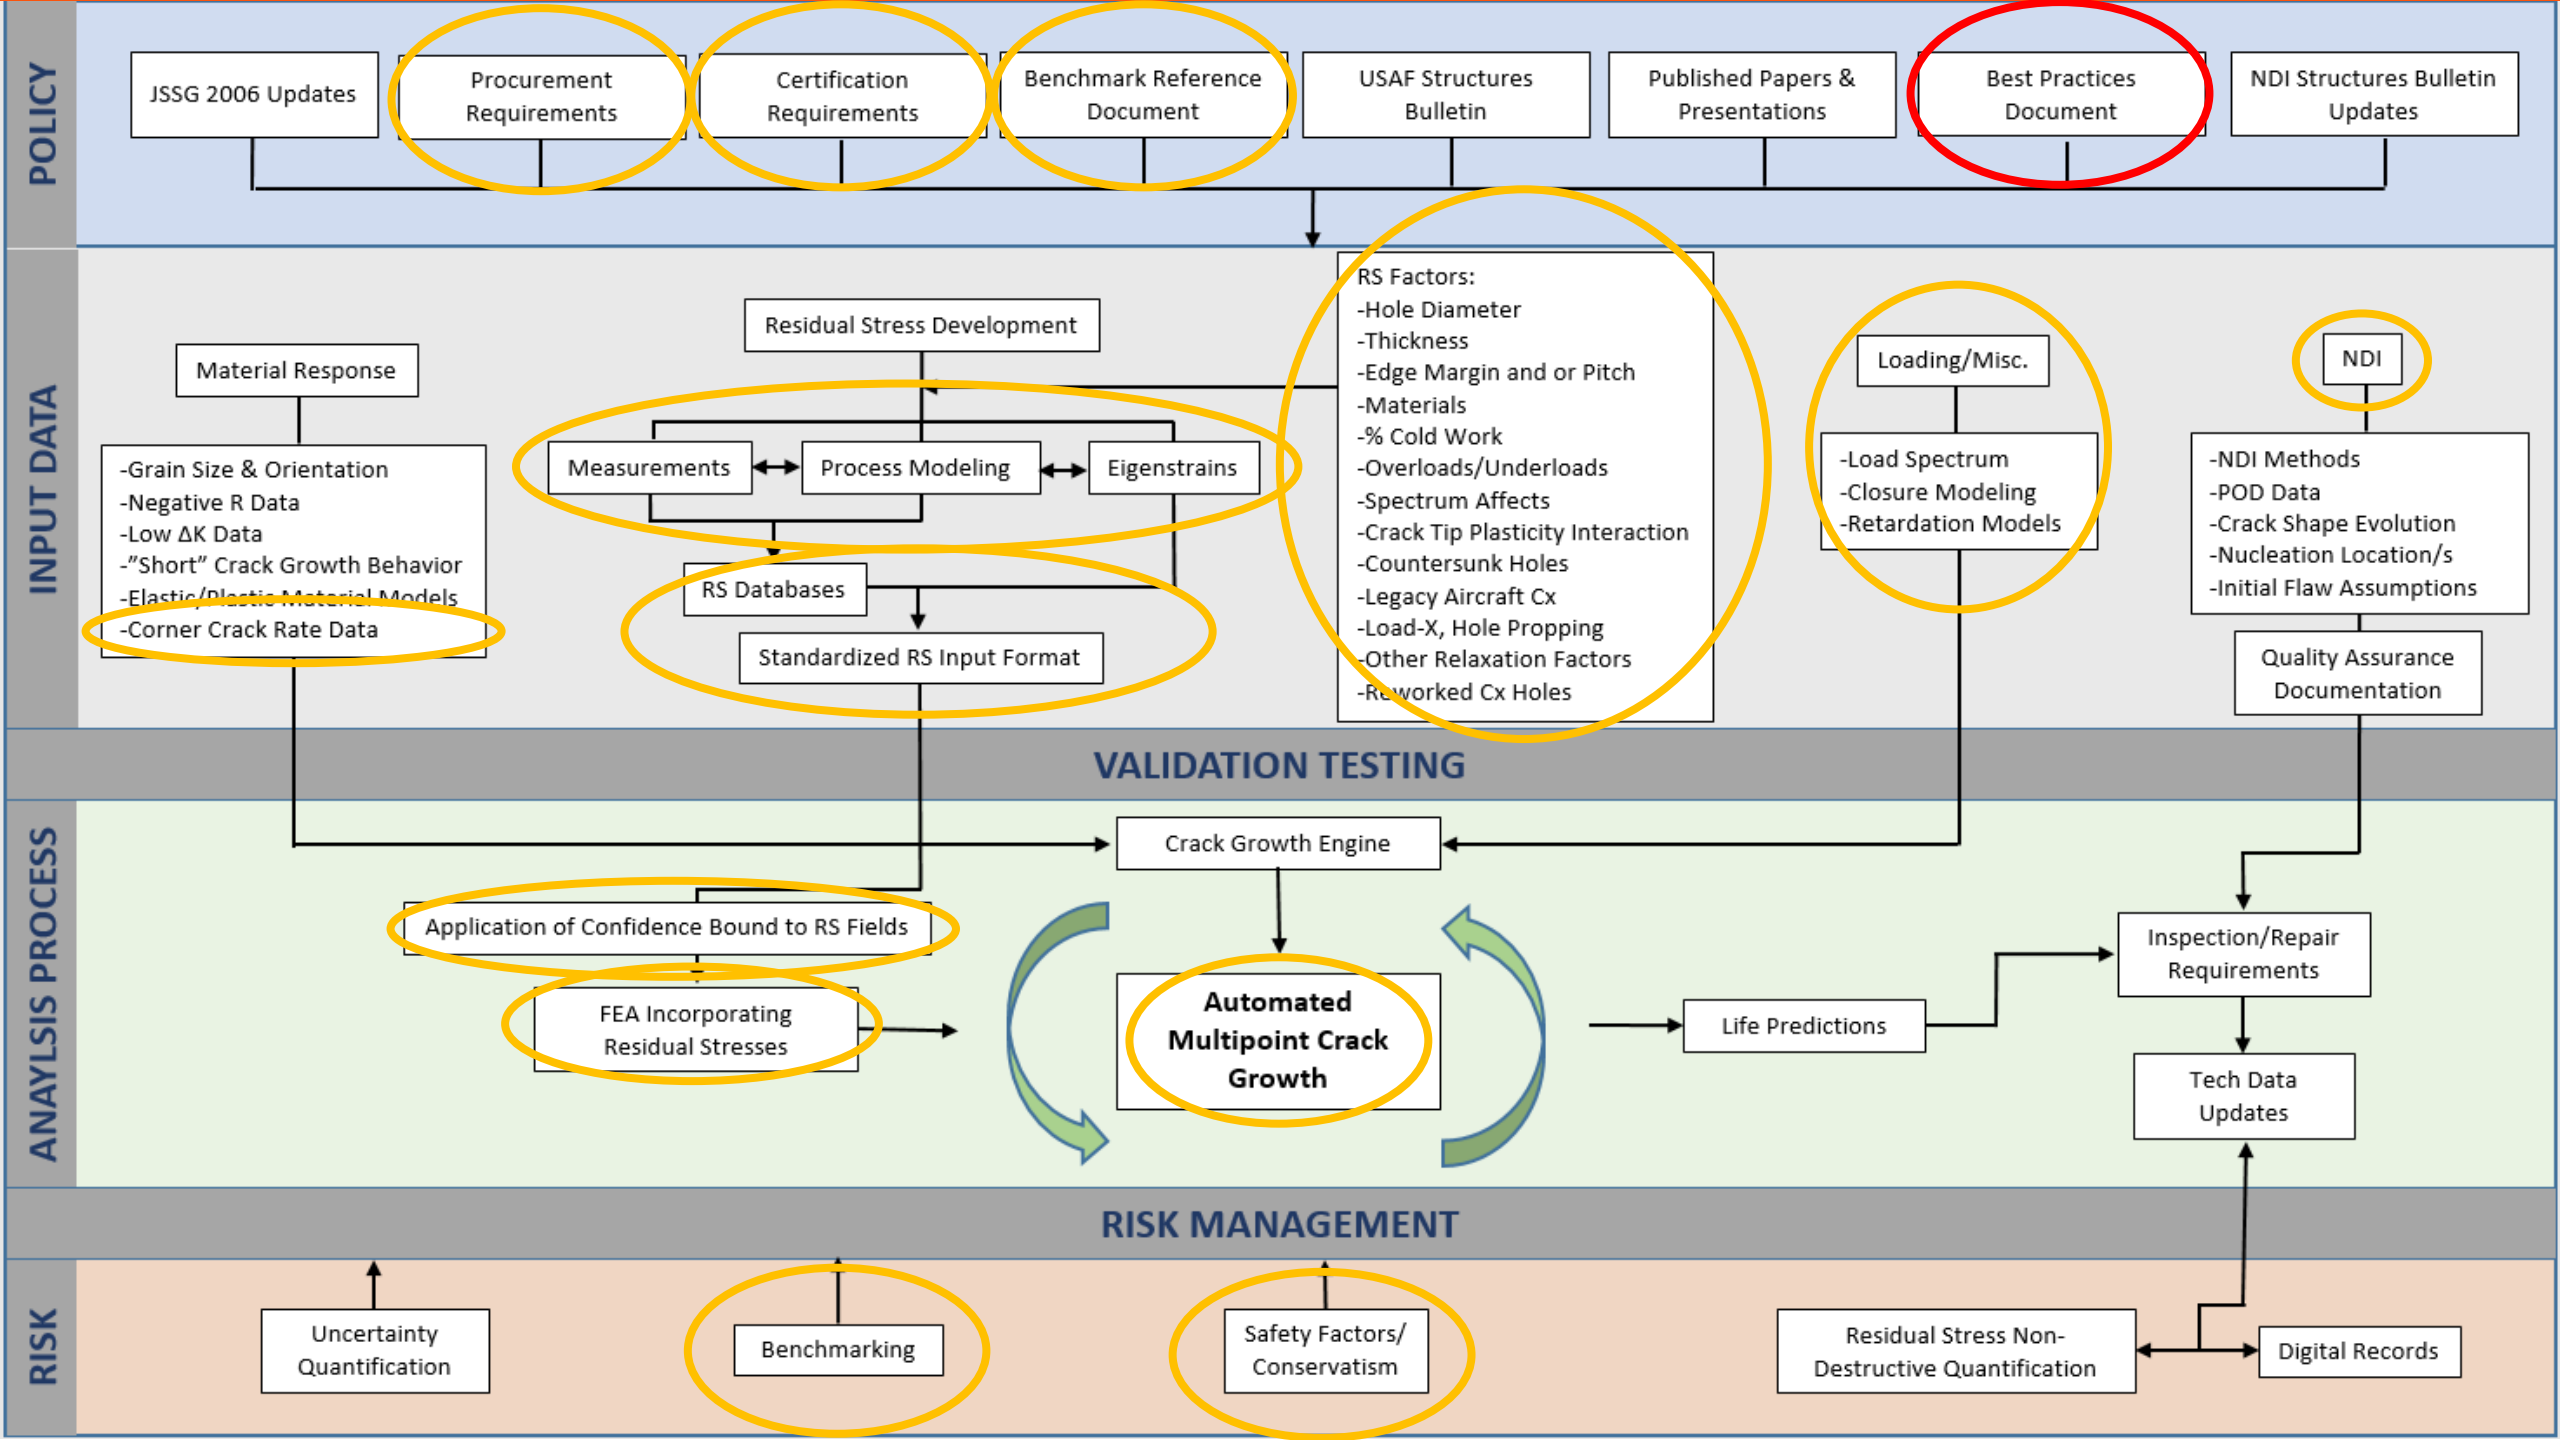 POLICY
JSSG 2006 Updates
Procurement
Requirements
Certification
Requirements
Benchmark Reference
Document
USAF Structures
Bulletin
Published Papers &
Presentations
Best Practices
Document
NDI Structures Bulletin
Updates
INPUT DATA
Material Response
-Grain Size & Orientation
-Negative R Data
-Low ΔK Data
-”Short” Crack Growth Behavior
-Elastic/Plastic Material Models
-Corner Crack Rate Data
Residual Stress Development
Measurements
Process Modeling
Eigenstrains
RS Databases
Standardized RS Input Format
RS Factors:
-Hole Diameter
-Thickness
-Edge Margin and or Pitch
-Materials
-% Cold Work
-Overloads/Underloads
-Spectrum Affects
-Crack Tip Plasticity Interaction
-Countersunk Holes
-Legacy Aircraft Cx
-Load-X, Hole Propping
-Other Relaxation Factors
-Reworked Cx Holes
Loading/Misc.
-Load Spectrum
-Closure Modeling
-Retardation Models
NDI
-NDI Methods
-POD Data
-Crack Shape Evolution
-Nucleation Location/s
-Initial Flaw Assumptions
Quality Assurance
Documentation
VALIDATION TESTING
ANAYLSIS PROCESS
Crack Growth Engine
Application of Confidence Bound to RS Fields
FEA Incorporating
Residual Stresses
Automated
Multipoint Crack
Growth
Life Predictions
Inspection/Repair
Requirements
Tech Data
Updates
RISK MANAGEMENT
RISK
Uncertainty
Quantification
Benchmarking
Safety Factors/
Conservatism
Residual Stress Non-
Destructive Quantification
Digital Records